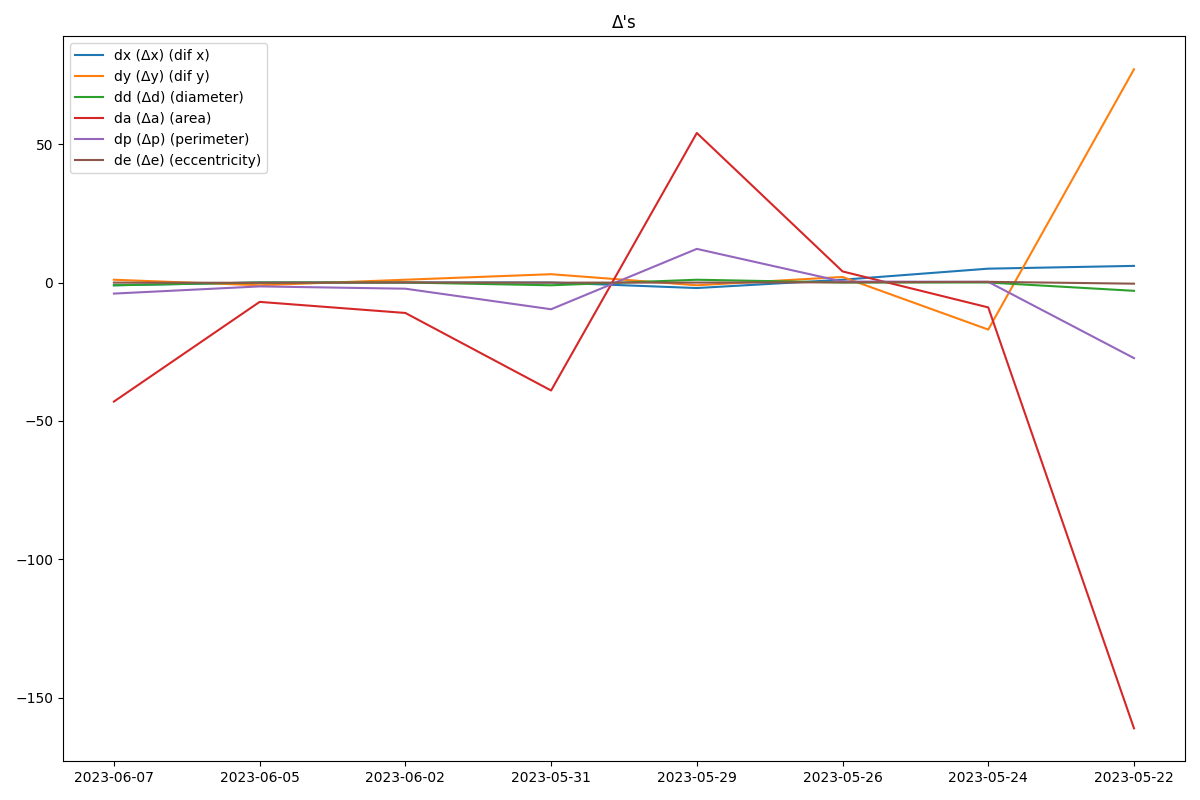 Δ's
dx (Δx) (dif x)
dy (Δy) (dif y)
dd (Δd) (diameter)
da (Δa) (area)
dp (Δp) (perimeter)
de (Δe) (eccentricity)
50
0
−50
−100
−150
2023-06-07 2023-06-05 2023-06-02 2023-05-31 2023-05-29 2023-05-26 2023-05-24 2023-05-22